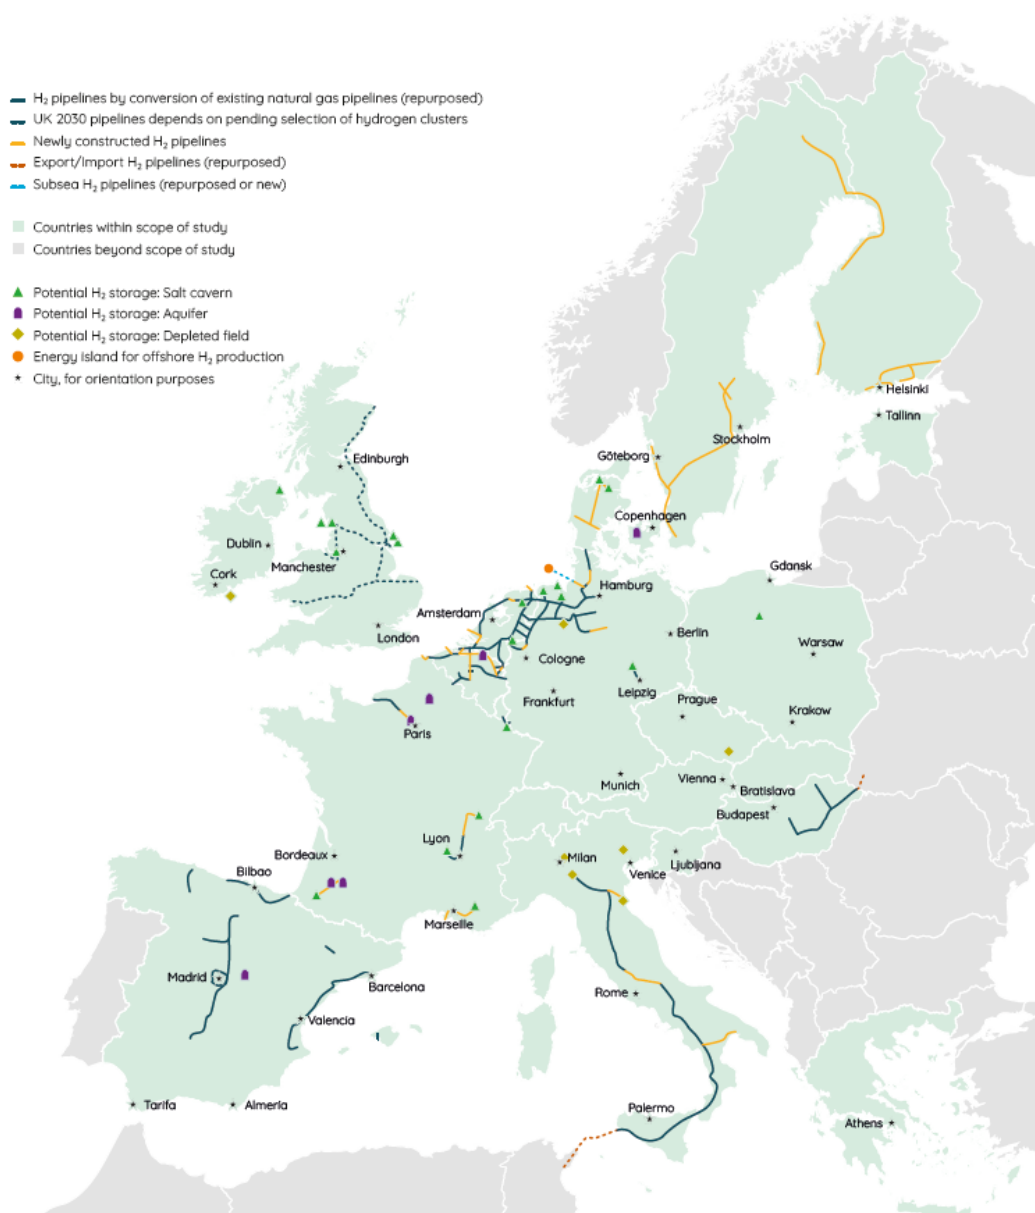 H₂ pipelines by conversion of existing natural gas pipelines (repurposed)
UK 2030 pipelines depends on pending selection of hydrogen clusters
Newly constructed H₂ pipelines
Export/Import H₂ pipelines (repurposed)
Subsea H₂ pipelines (repurposed or new)
Countries within scope of study
Countries beyond scope of study
Potential H₂ storage: Salt cavern
Potential H₂ storage: Aquifer
Potential H₂ storage: Depleted field
Energy island for offshore H₂ production
City, for orientation purposes
Helsinki
Tallinn
Stockholm
Göteborg
Edinburgh
Copenhagen
Dublin
Manchester
Gdansk
Cork
Hamburg
Amsterdam
London
Berlin
Warsaw
Cologne
Leipzig
Frankfurt
Prague
Krakow
Paris
Vienna
Munich
Bratislava
Budapest
Lyon
Bordeaux
Milan
Ljubljana
Venice
Bilbao
Marseille
Madrid
Barcelona
Rome
Valencia
Tarifa
Almería
Palermo
Athens